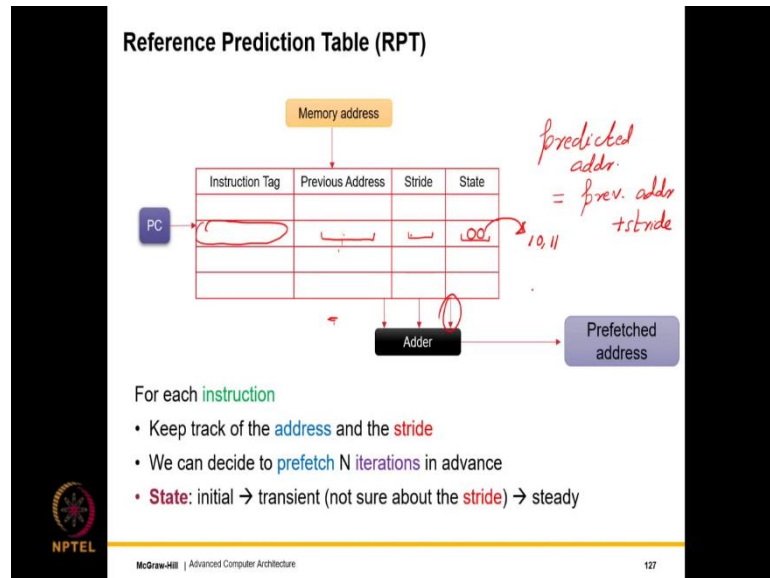 Reference Prediction Table (RPT)
Memory address
Instruction Tag Previous Address Stride State
PC
00
10, 11
predicted
addr.
= prev. addr
+stride
=
Adder
Prefetched
address
For each instruction
• Keep track of the address and the stride
• We can decide to prefetch N iterations in advance
• State: initial → transient (not sure about the stride) → steady
NPTEL
McGraw-Hill | Advanced Computer Architecture
127